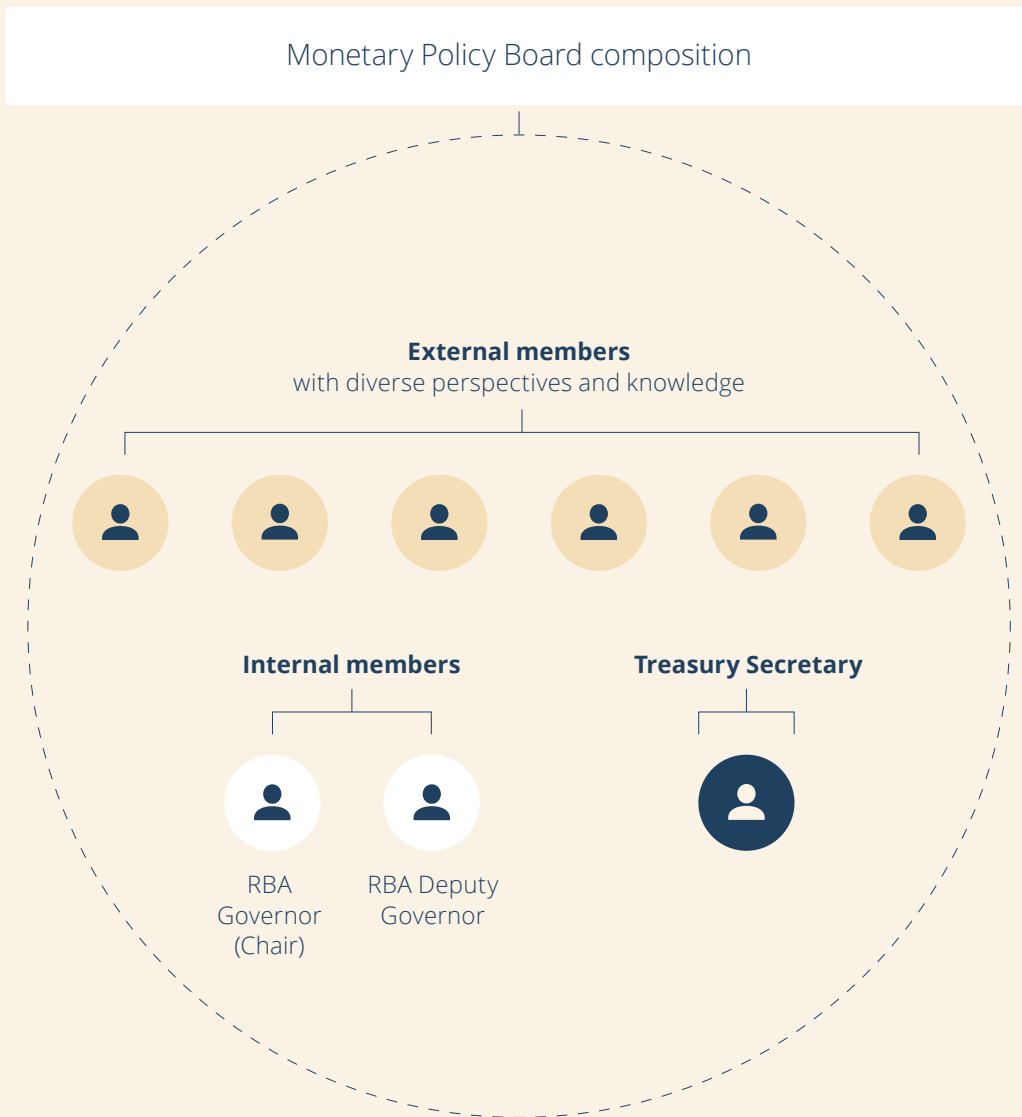 Monetary Policy Board composition
External members
with diverse perspectives and knowledge
Internal members
Treasury Secretary
RBA
Governor
(Chair)
RBA Deputy
Governor